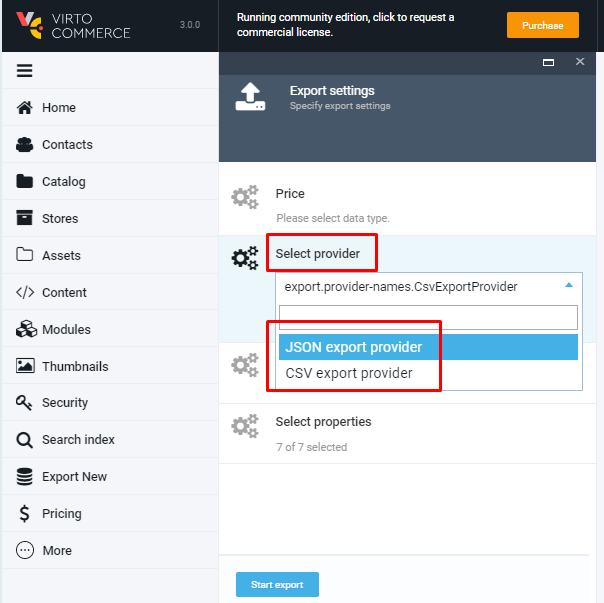 VIRTO
COMMERCE
3.0.0
Running community edition, click to request a
commercial license.
Purchase
Export settings
Specify export settings
Home
Contacts
Catalog
Stores
Assets
Content
Modules
Thumbnails
Security
Search index
Export New
Pricing
More
Price
Please select data type.
Select provider
export.provider-names.CsvExportProvider
JSON export provider
CSV export provider
Select properties
7 of 7 selected
Start export